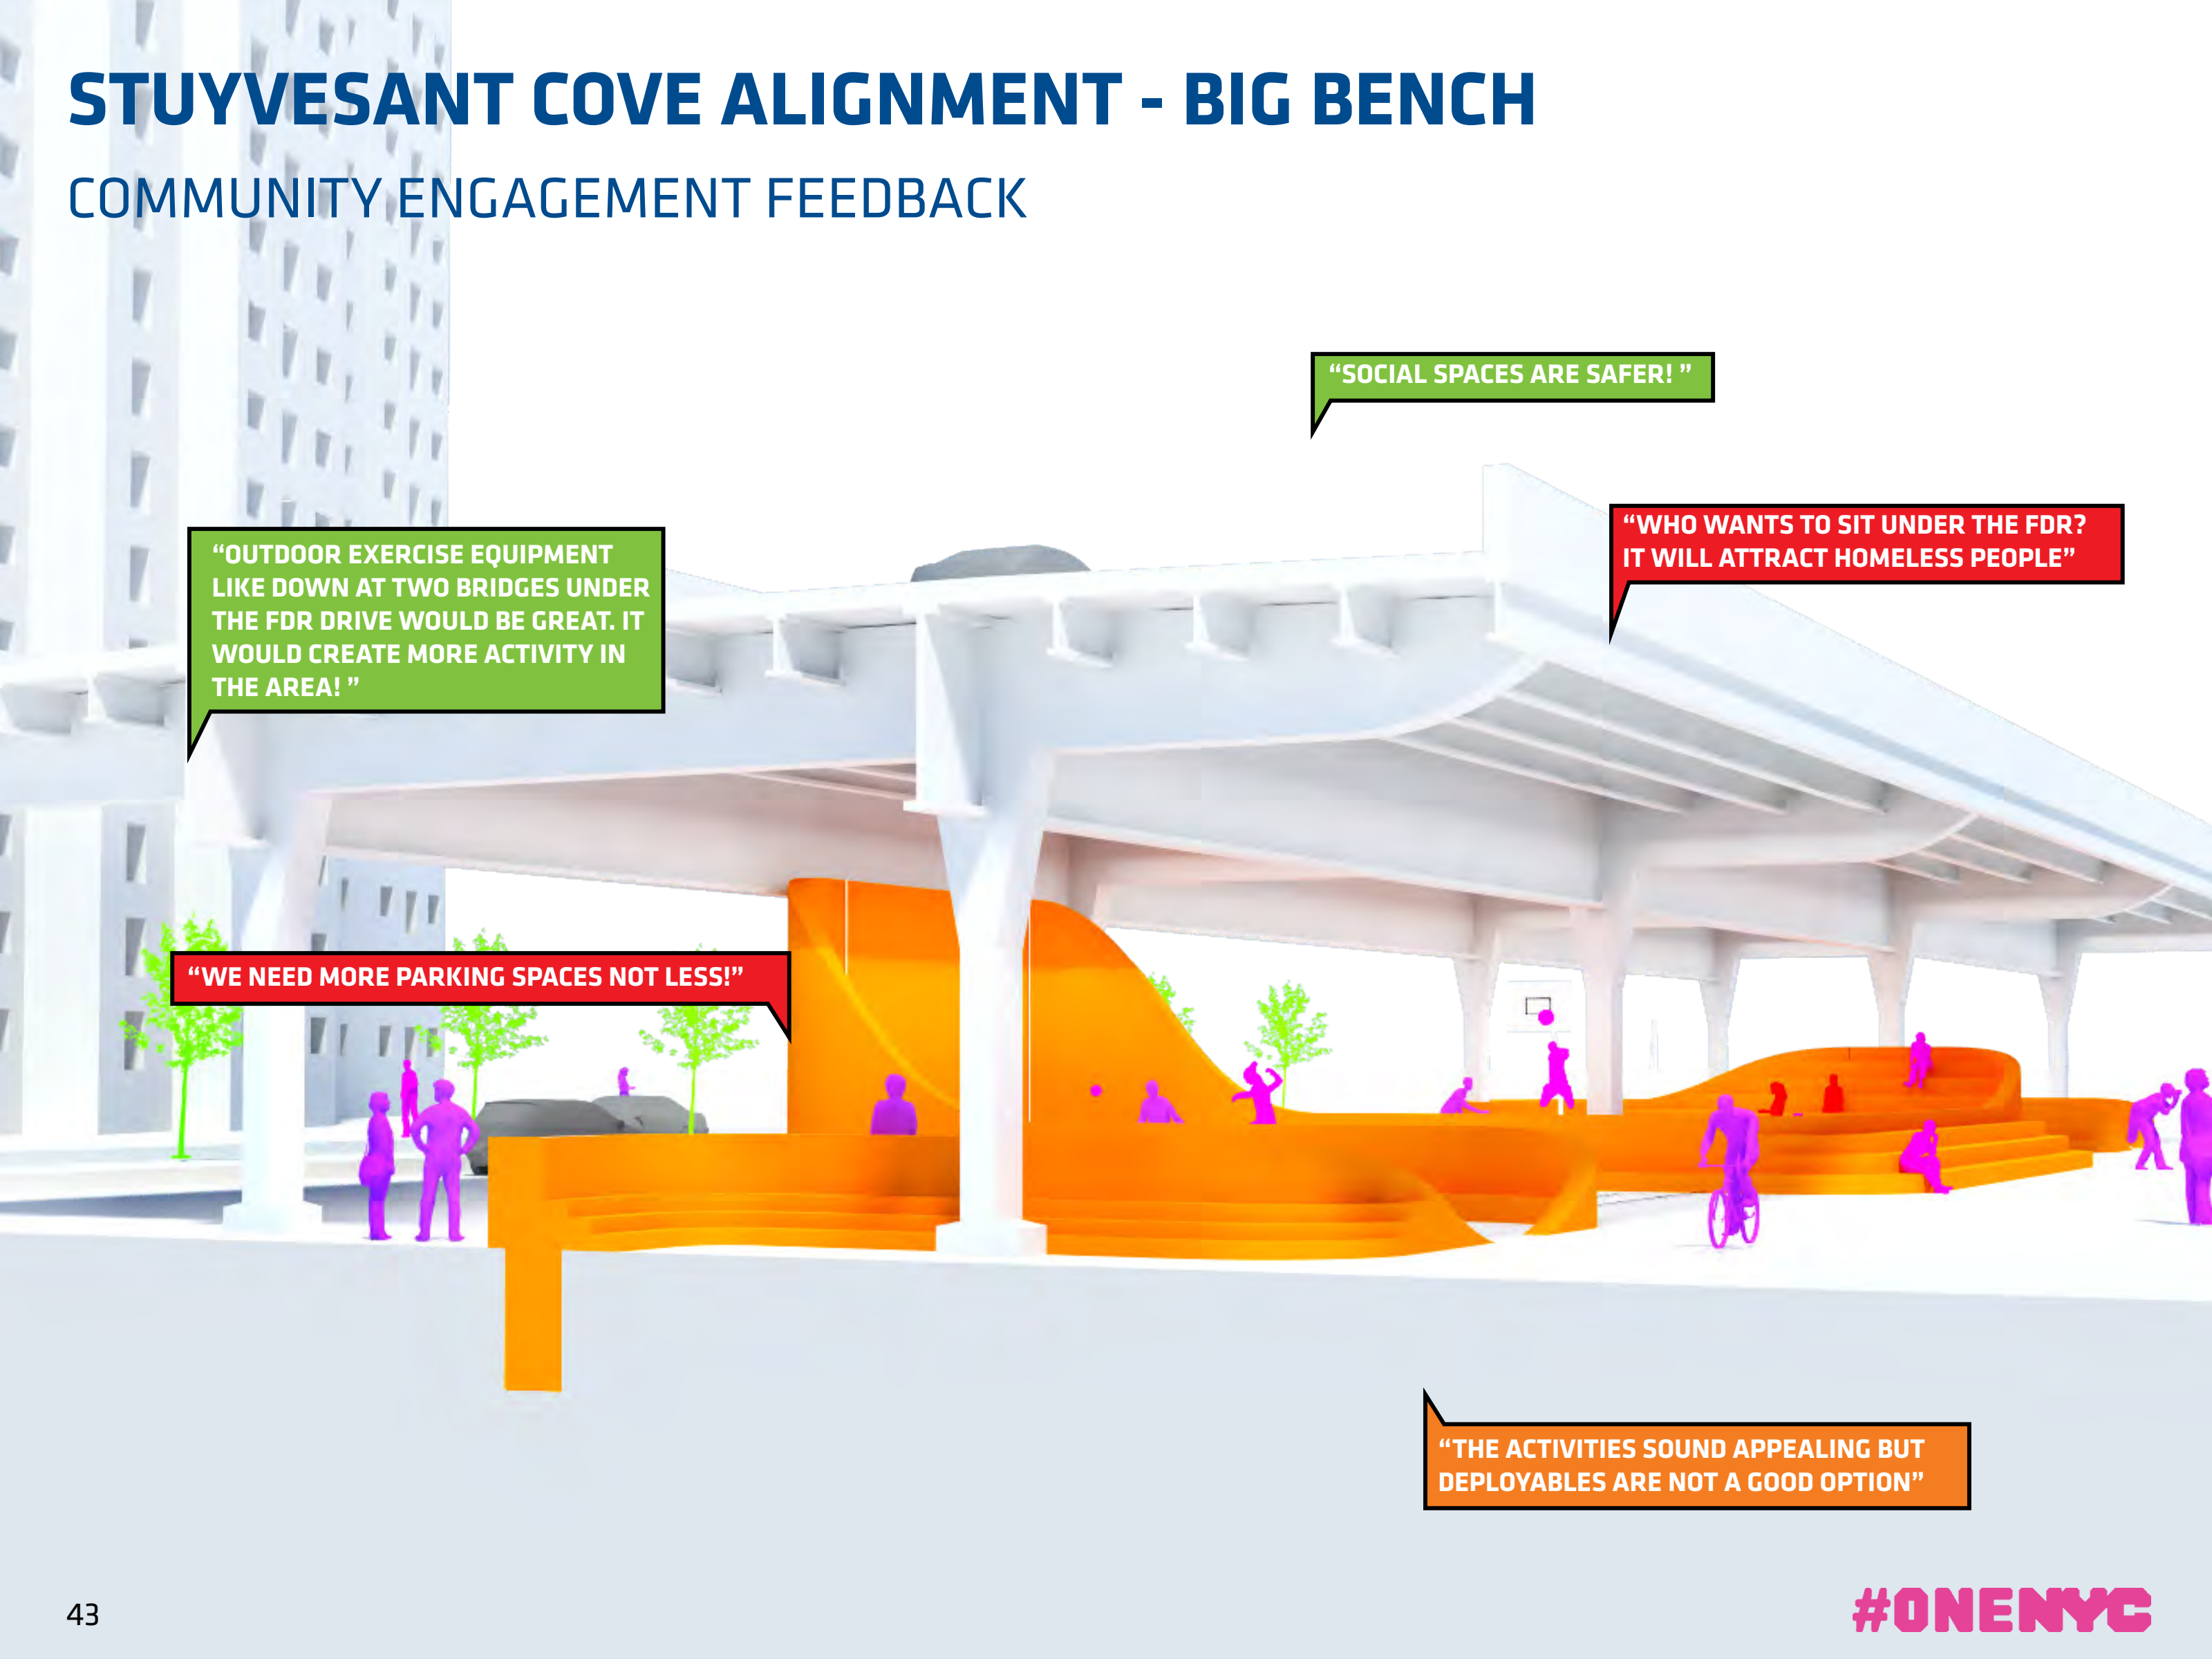 STUYVESANT COVE ALIGNMENT - BIG BENCH
COMMUNITY ENGAGEMENT FEEDBACK
“SOCIAL SPACES ARE SAFER! ”
“WHO WANTS TO SIT UNDER THE FDR?
IT WILL ATTRACT HOMELESS PEOPLE”
“OUTDOOR EXERCISE EQUIPMENT
LIKE DOWN AT TWO BRIDGES UNDER
THE FDR DRIVE WOULD BE GREAT. IT
WOULD CREATE MORE ACTIVITY IN
THE AREA! ”
“WE NEED MORE PARKING SPACES NOT LESS!”
“THE ACTIVITIES SOUND APPEALING BUT
DEPLOYABLES ARE NOT A GOOD OPTION”
43
#ONENYC